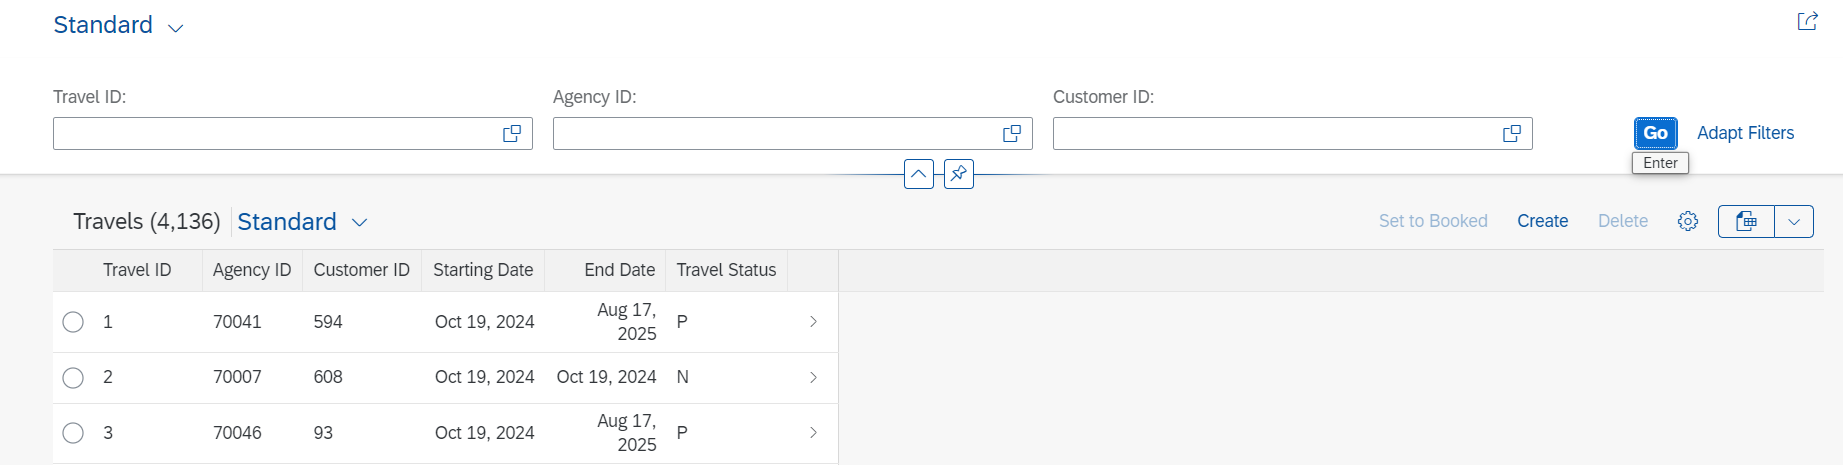 Standard
Travel ID: Agency ID: Customer ID:
Go Adapt Filters
Enter
Travels (4,136) Standard Set to Booked Create Delete
Travel ID Agency ID Customer ID Starting Date End Date Travel Status
1 70041 594 Oct 19, 2024 Aug 17, 2025 P
2 70007 608 Oct 19, 2024 Oct 19, 2024 N
3 70046 93 Oct 19, 2024 Aug 17, 2025 P